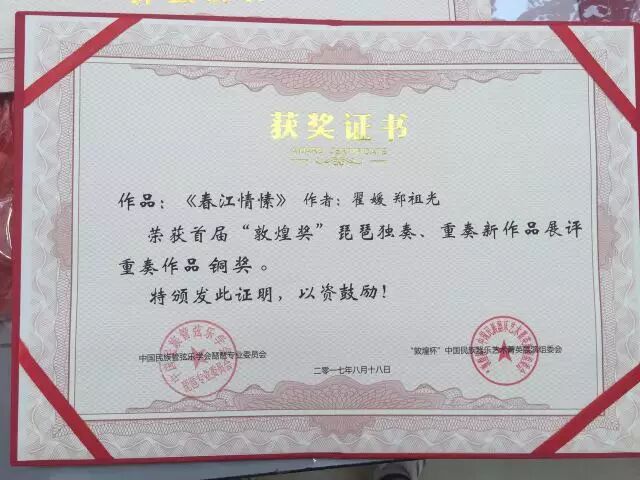 获奖证书
作品：《春江情愫》 作者：翟媛 郑祖光
荣获首届“敦煌奖”琵琶独奏、重奏新作品展评
重奏作品 铜奖 。
特颁发此证明，以资鼓励！
中国民族管弦乐学会琵琶专业委员会
“敦煌杯”中国民族器乐艺术菁英展演组委会
二〇一七年八月十八日